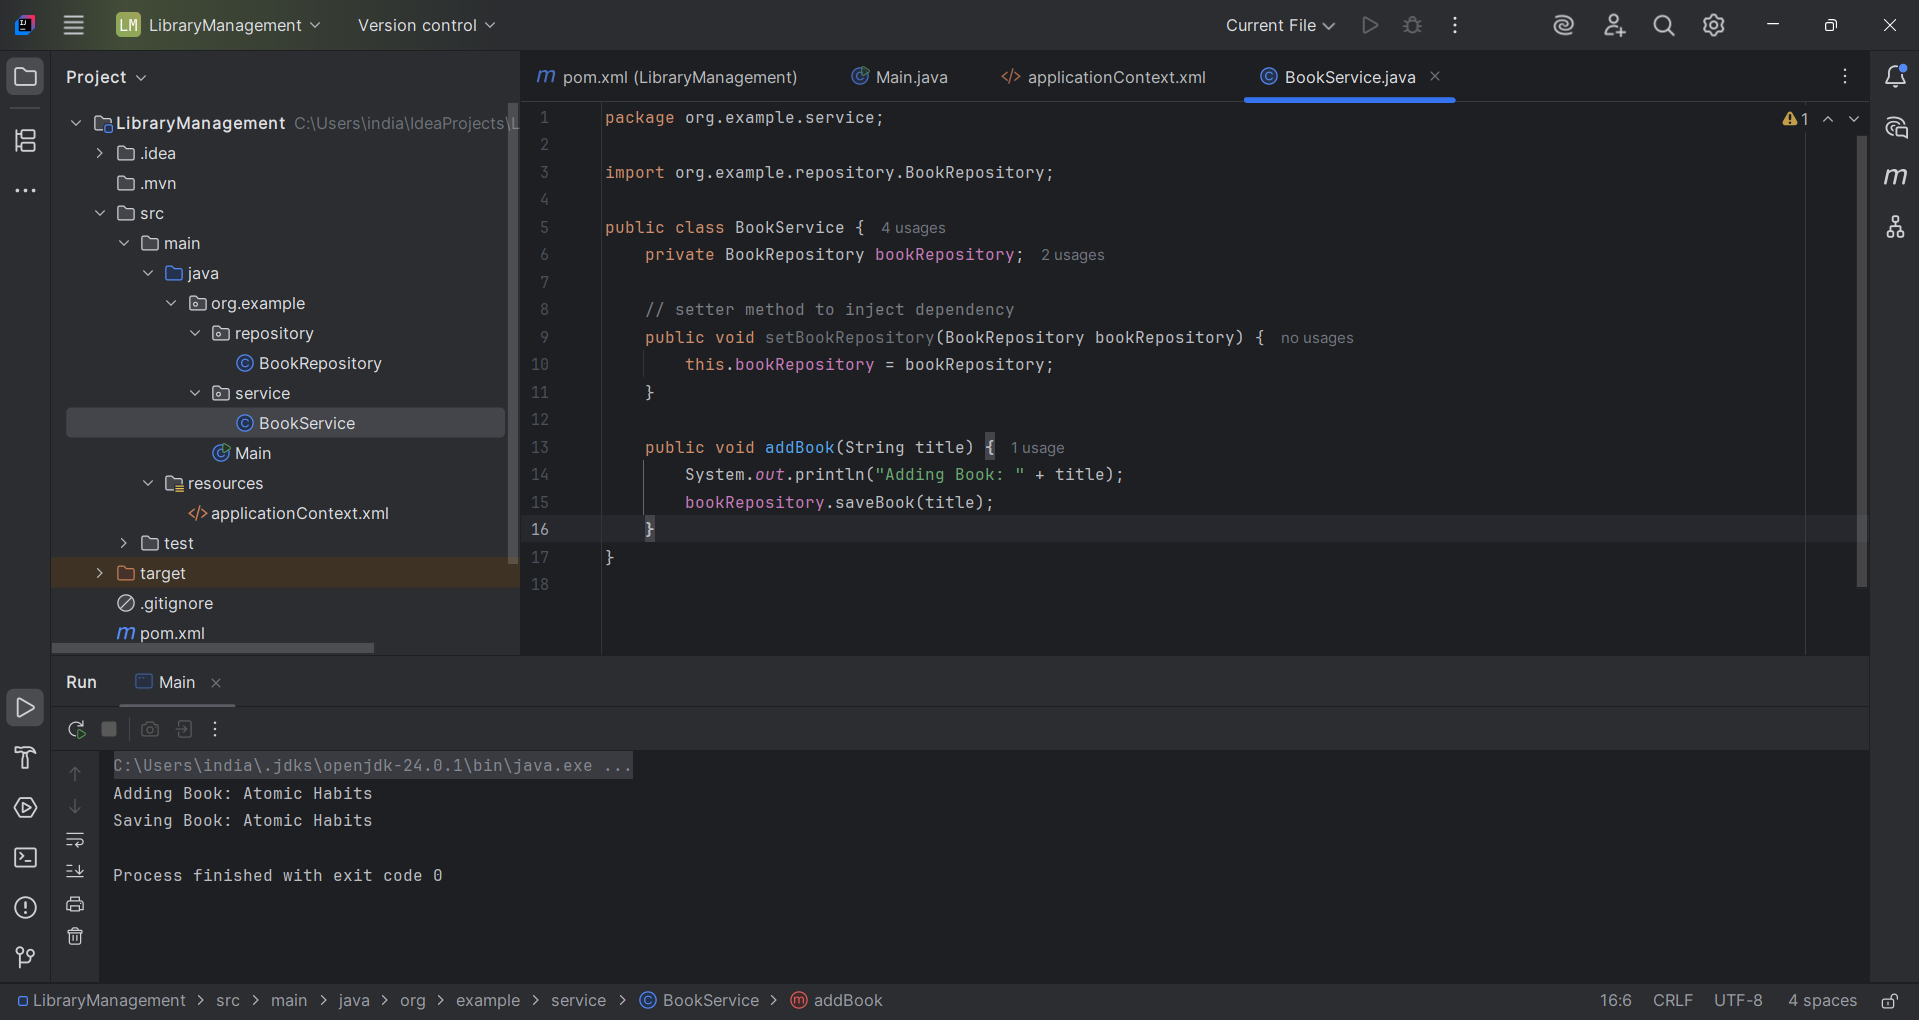 LM LibraryManagement Version control Current File
Project
pom.xml (LibraryManagement) Main.java applicationContext.xml BookService.java
LibraryManagement C:\Users\india\IdeaProjects\L
.idea
.mvn
src
main
java
org.example
repository
BookRepository
service
BookService
Main
resources
applicationContext.xml
test
target
.gitignore
pom.xml
1 package org.example.service;
2
3 import org.example.repository.BookRepository;
4
5 public class BookService { 4 usages
6 private BookRepository bookRepository; 2 usages
7
8 // setter method to inject dependency
9 public void setBookRepository(BookRepository bookRepository) { no usages
10 this.bookRepository = bookRepository;
11 }
12
13 public void addBook(String title) { 1 usage
14 System.out.println("Adding Book: " + title);
15 bookRepository.saveBook(title);
16 }
17 }
18
1
Run Main
C:\Users\india\.jdks\openjdk-24.0.1\bin\java.exe ...
Adding Book: Atomic Habits
Saving Book: Atomic Habits
Process finished with exit code 0
LibraryManagement > src > main > java > org > example > service > BookService > addBook 16:6 CRLF UTF-8 4 spaces